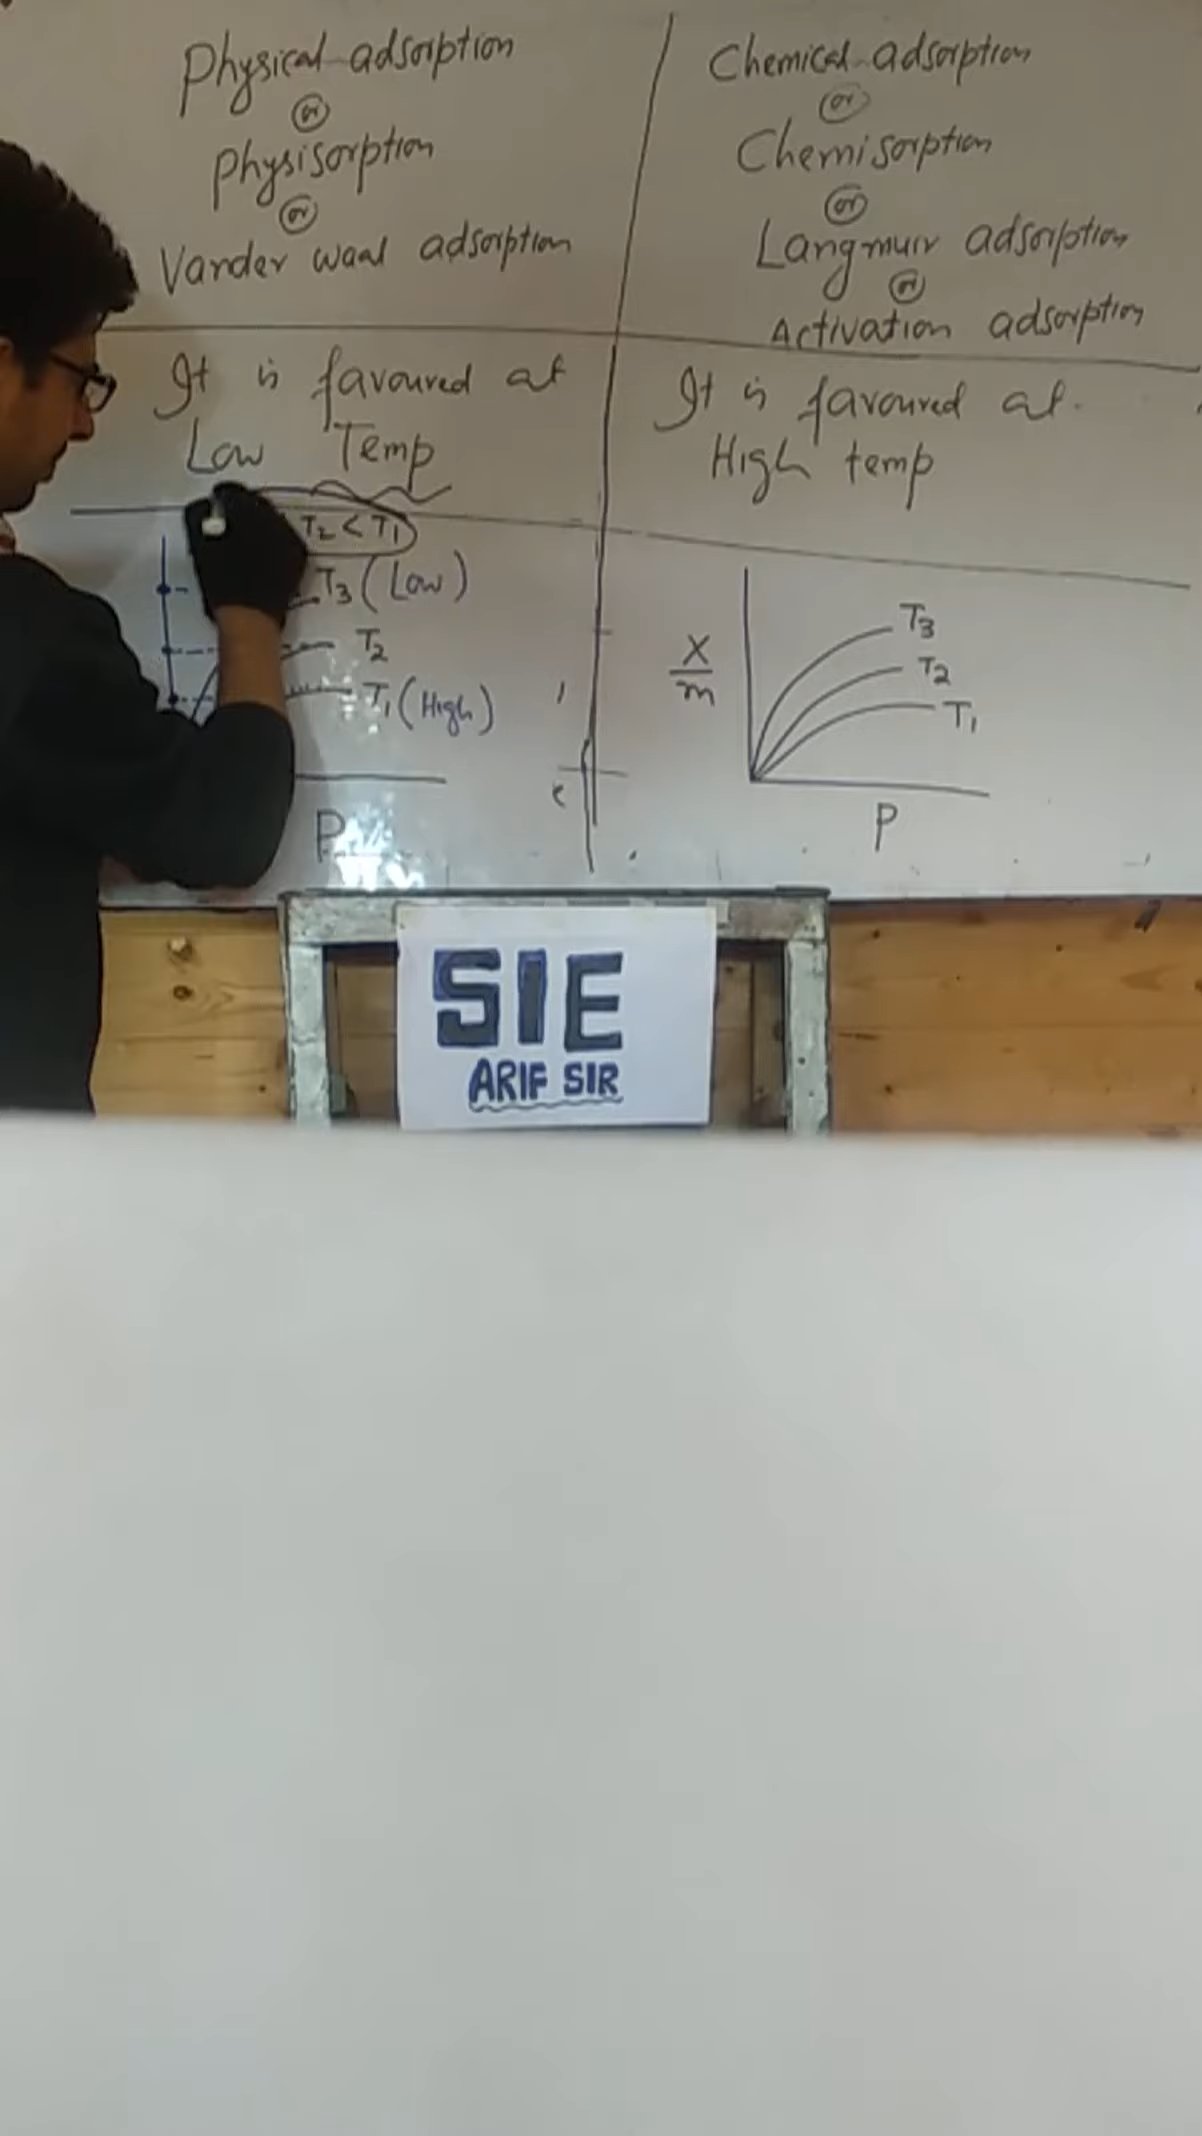 Physical adsorption
or
Physisorption
or
Vander waal adsorption
It is favoured at
Low Temp
T2 < T1
T3 (Low)
T2
T1 (High)
P
Chemical adsorption
or
Chemisorption
or
Langmuir adsorption
or
Activation adsorption
It is favoured at
High temp
X
m
T3
T2
T1
P
SIE
ARIF SIR